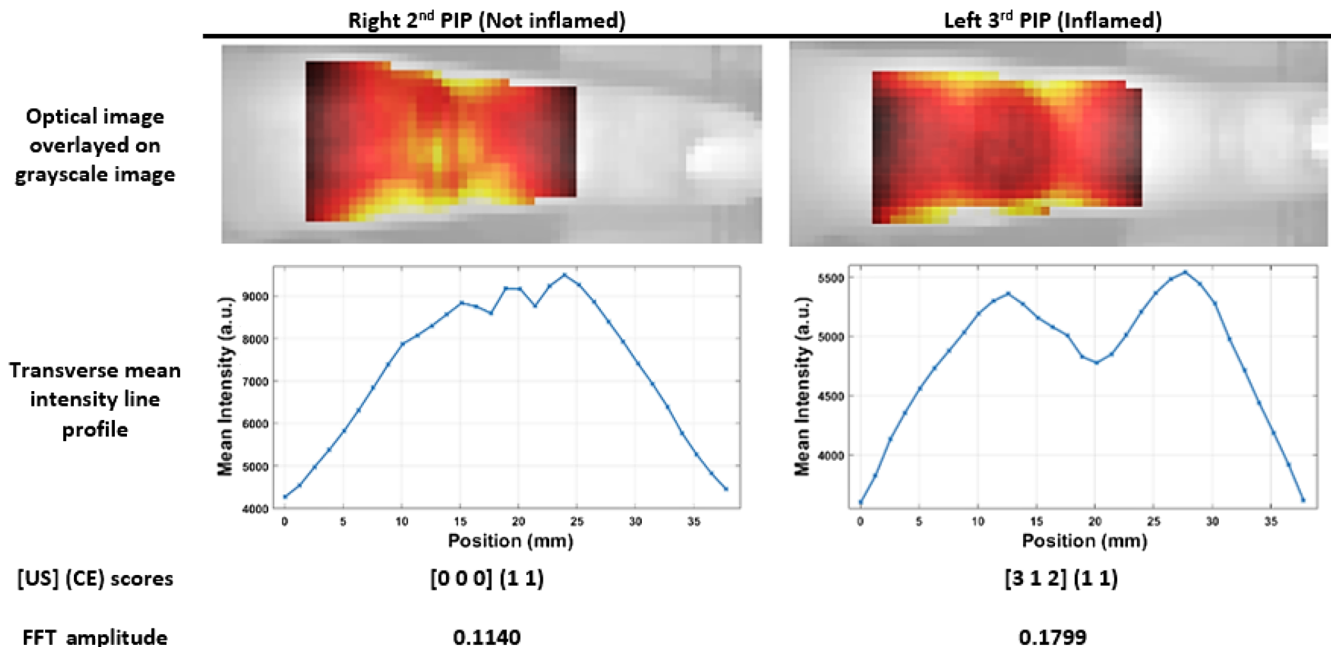 Right 2nd PIP (Not inflamed)
Left 3rd PIP (Inflamed)
Optical image
overlayed on
grayscale image
Transverse mean
intensity line
profile
Mean Intensity (a.u.)
9000
8000
7000
6000
5000
4000
0 5 10 15 20 25 30 35
Position (mm)
Mean Intensity (a.u.)
5500
5000
4500
4000
0 5 10 15 20 25 30 35
Position (mm)
[US] (CE) scores
[0 0 0] (1 1)
[3 1 2] (1 1)
FFT amplitude
0.1140
0.1799